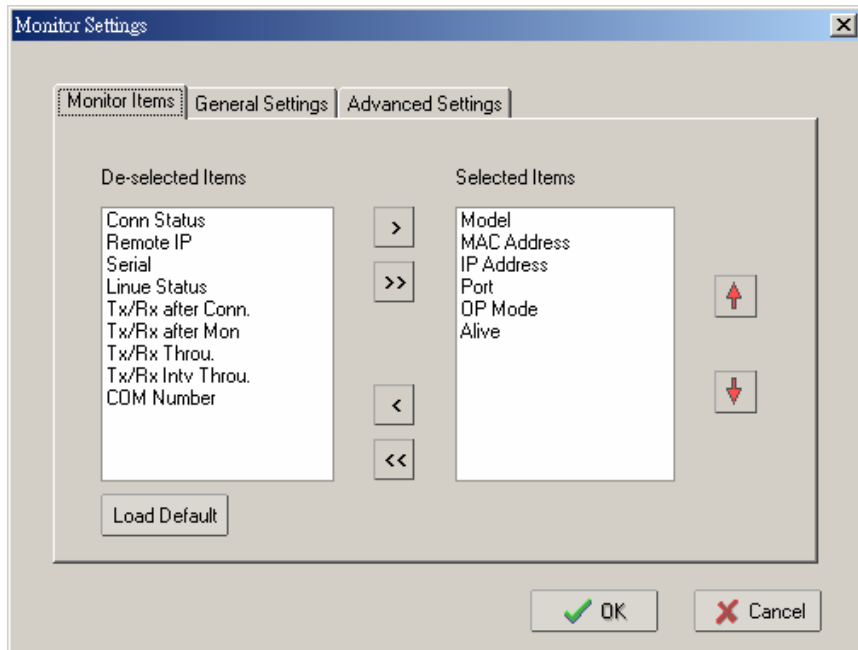 Monitor Settings
Monitor Items General Settings Advanced Settings
De-selected Items
Conn Status
Remote IP
Serial
Linue Status
Tx/Rx after Conn.
Tx/Rx after Mon
Tx/Rx Throu.
Tx/Rx Intv Throu.
COM Number
>
>>
<
<<
Selected Items
Model
MAC Address
IP Address
Port
OP Mode
Alive
Load Default
OK Cancel